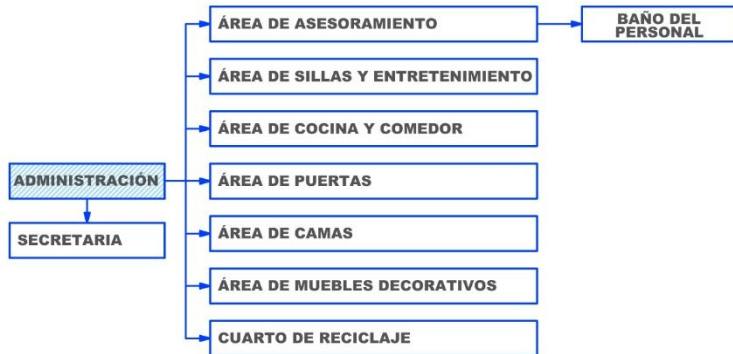 ÁREA DE ASESORAMIENTO
BAÑO DEL
PERSONAL
ÁREA DE SILLAS Y ENTRETENIMIENTO
ÁREA DE COCINA Y COMEDOR
ADMINISTRACIÓN
ÁREA DE PUERTAS
SECRETARIA
ÁREA DE CAMAS
ÁREA DE MUEBLES DECORATIVOS
CUARTO DE RECICLAJE